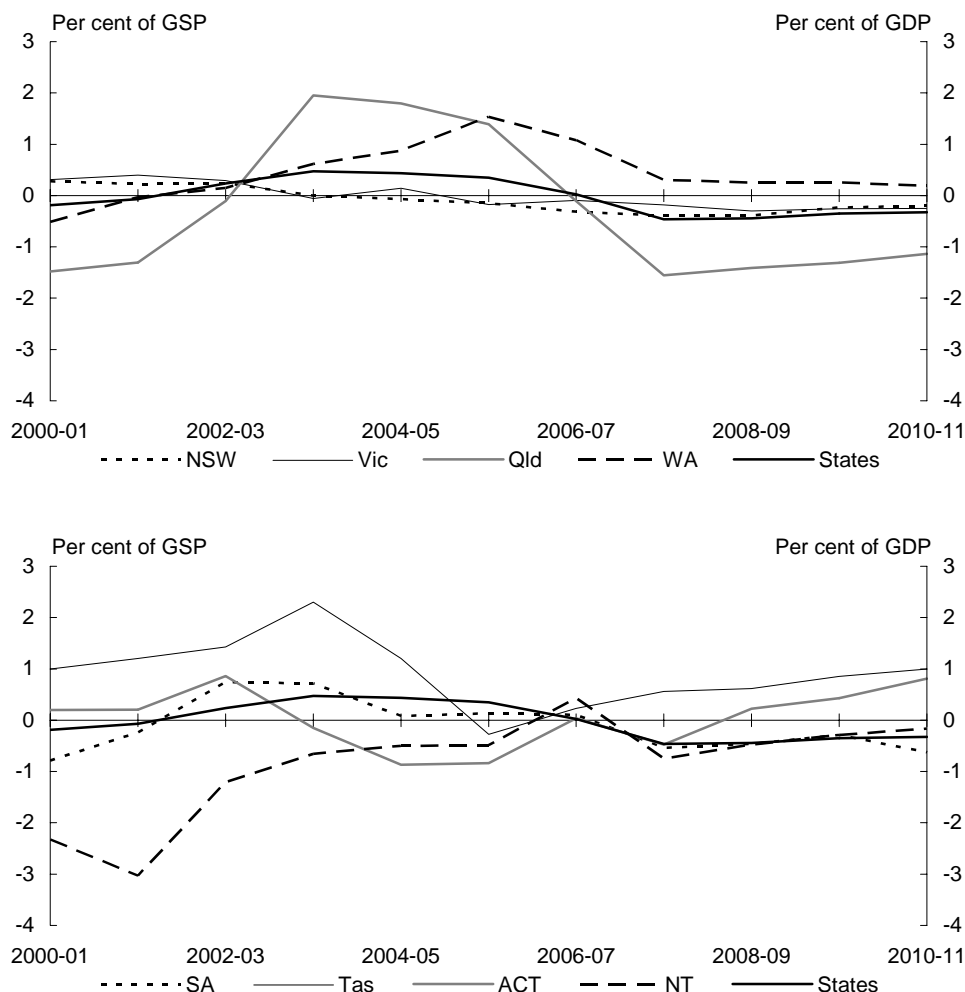 Per cent of GSP Per cent of GDP
3 3
2 2
1 1
0 0
-1 -1
-2 -2
-3 -3
-4 -4
2000-01 2002-03 2004-05 2006-07 2008-09 2010-11
NSW Vic Qld WA States
Per cent of GSP Per cent of GDP
3 3
2 2
1 1
0 0
-1 -1
-2 -2
-3 -3
-4 -4
2000-01 2002-03 2004-05 2006-07 2008-09 2010-11
SA Tas ACT NT States